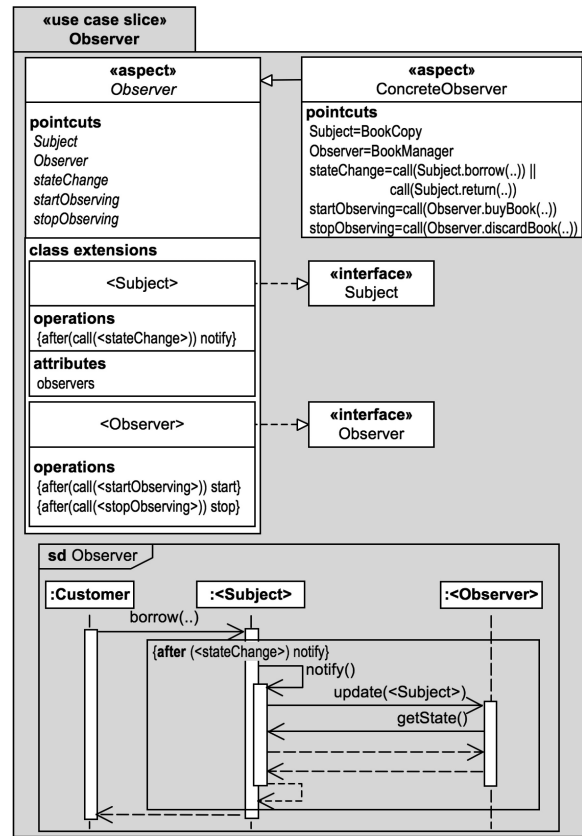 «use case slice»
Observer
«aspect»
Observer
pointcuts
Subject
Observer
stateChange
startObserving
stopObserving
class extensions
<Subject>
operations
{after(call(<stateChange>)) notify}
attributes
observers
<Observer>
operations
{after(call(<startObserving>)) start}
{after(call(<stopObserving>)) stop}
«aspect»
ConcreteObserver
pointcuts
Subject=BookCopy
Observer=BookManager
stateChange=call(Subject.borrow(..)) ||
call(Subject.return(..))
startObserving=call(Observer.buyBook(..))
stopObserving=call(Observer.discardBook(..))
«interface»
Subject
«interface»
Observer
sd Observer
:Customer
:<Subject>
:<Observer>
borrow(..)
{after (<stateChange>) notify}
notify()
update(<Subject>)
getState()